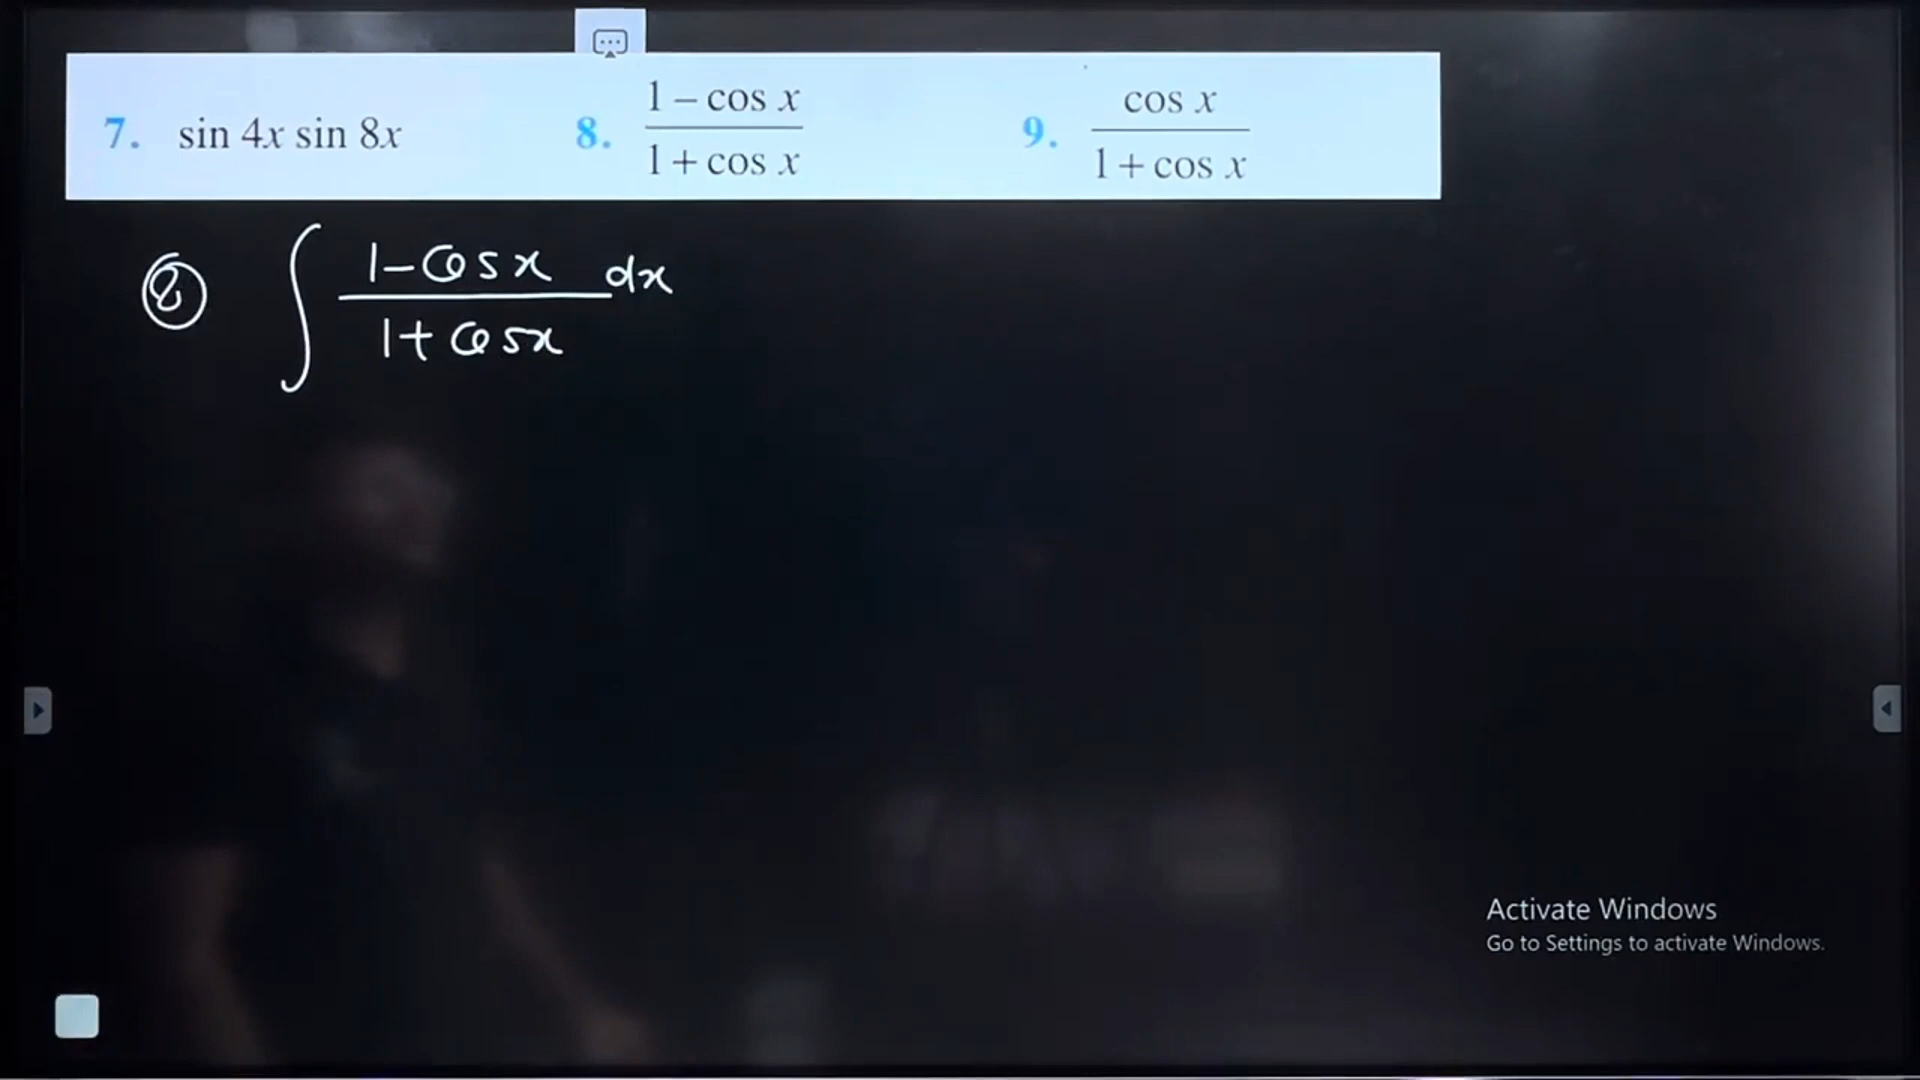 7. sin 4x sin 8x 8. (1 – cos x)/(1 + cos x) 9. cos x/(1 + cos x)
⑧ ∫ (1 - cos x)/(1 + cos x) dx
Activate Windows
Go to Settings to activate Windows.